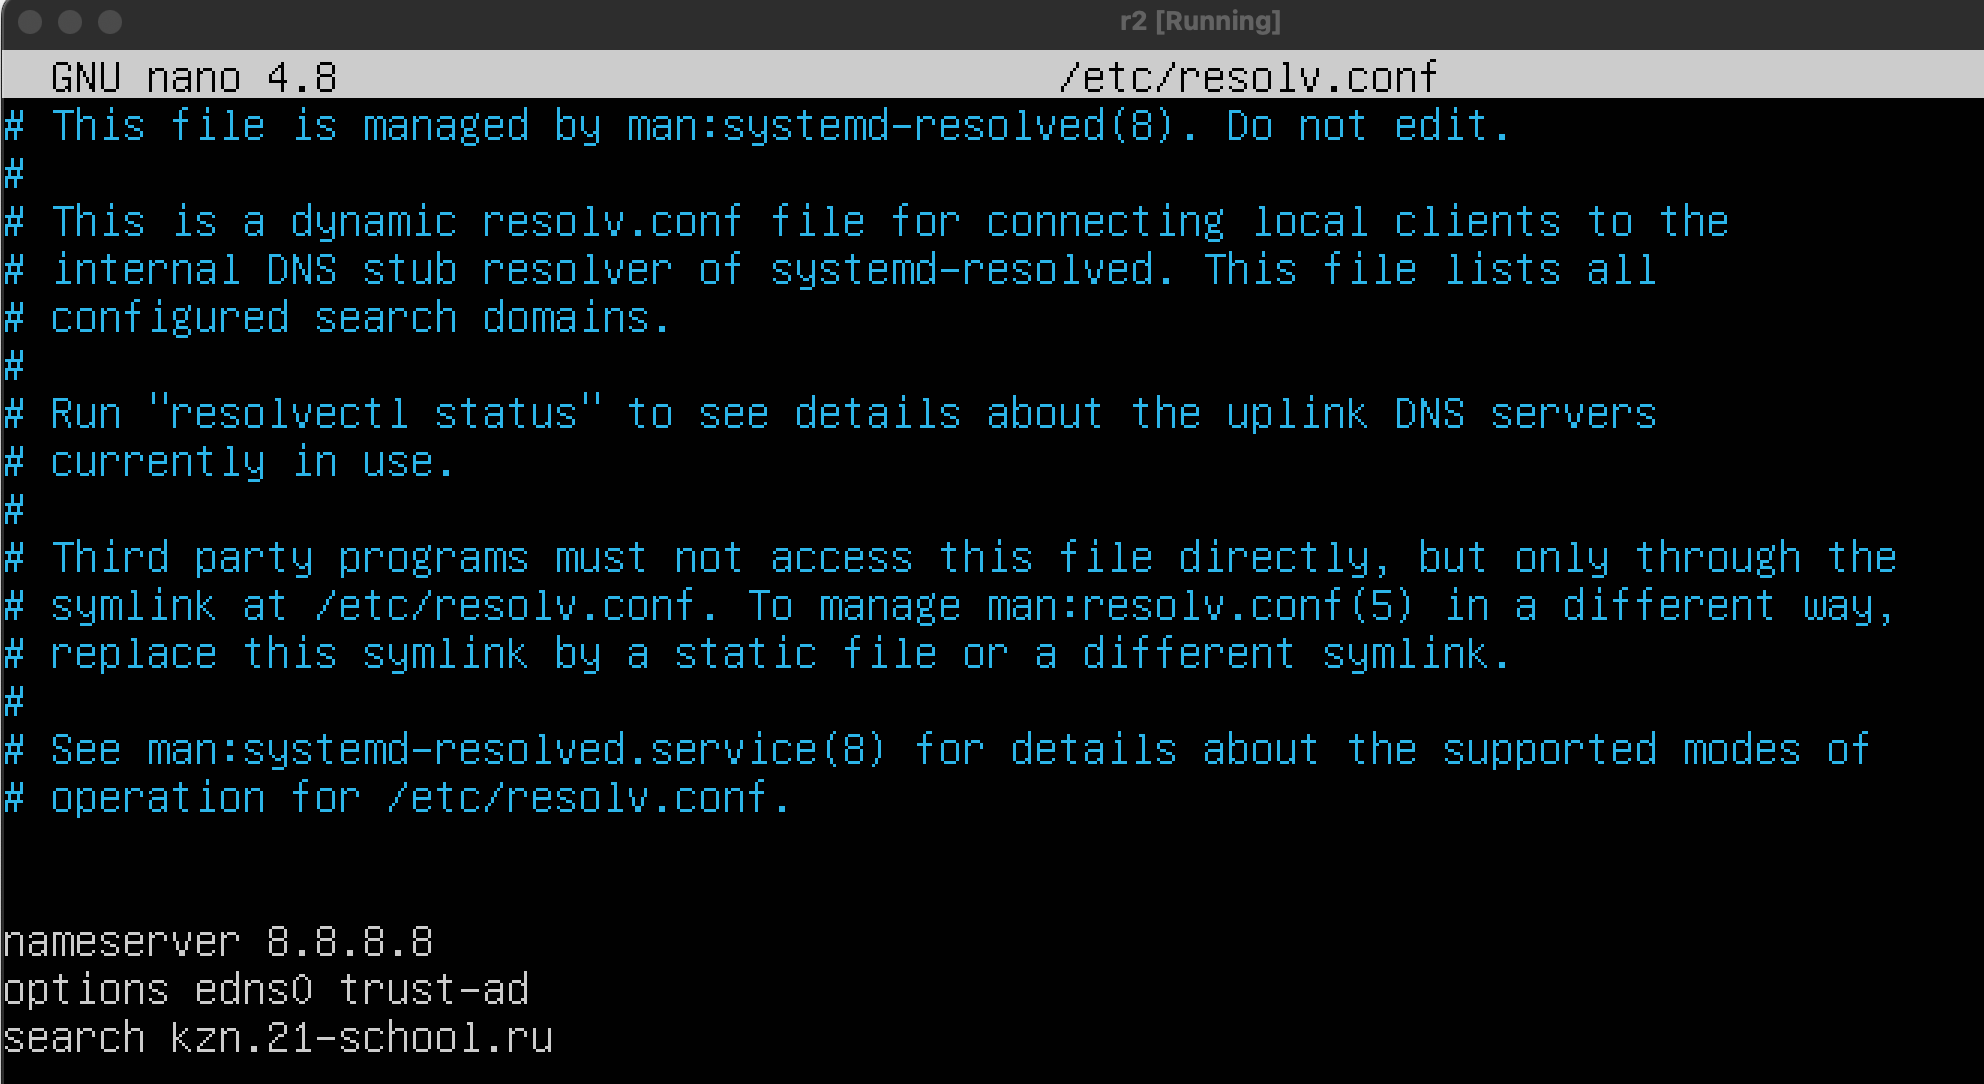 r2 [Running]
GNU nano 4.8 /etc/resolv.conf
# This file is managed by man:systemd-resolved(8). Do not edit.
#
# This is a dynamic resolv.conf file for connecting local clients to the
# internal DNS stub resolver of systemd-resolved. This file lists all
# configured search domains.
#
# Run "resolvectl status" to see details about the uplink DNS servers
# currently in use.
#
# Third party programs must not access this file directly, but only through the
# symlink at /etc/resolv.conf. To manage man:resolv.conf(5) in a different way,
# replace this symlink by a static file or a different symlink.
#
# See man:systemd-resolved.service(8) for details about the supported modes of
# operation for /etc/resolv.conf.
nameserver 8.8.8.8
options edns0 trust-ad
search kzn.21-school.ru